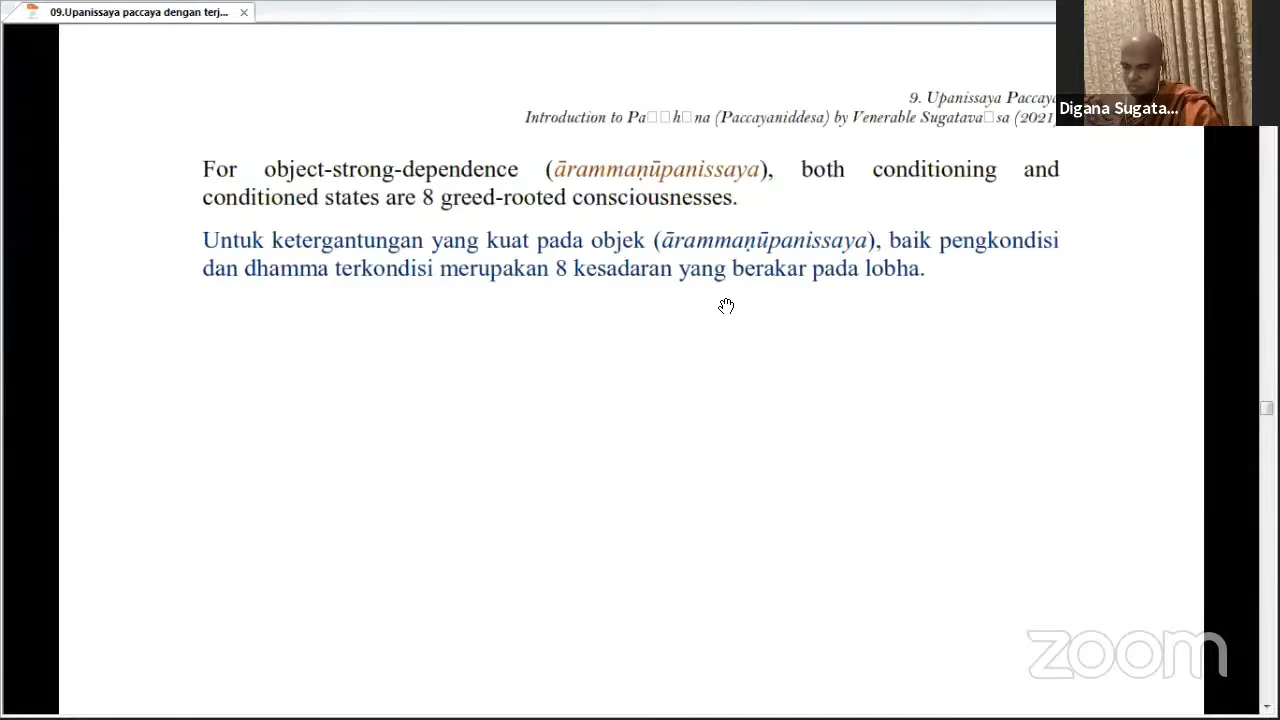 09.Upanissaya paccaya dengan terj...
9. Upanissaya Paccay
Introduction to Pa□□h□na (Paccayaniddesa) by Venerable Sugatava□sa (2021)
Digana Sugata...
For object-strong-dependence (ārammaṇūpanissaya), both conditioning and
conditioned states are 8 greed-rooted consciousnesses.
Untuk ketergantungan yang kuat pada objek (ārammaṇūpanissaya), baik pengkondisi
dan dhamma terkondisi merupakan 8 kesadaran yang berakar pada lobha.
zoom